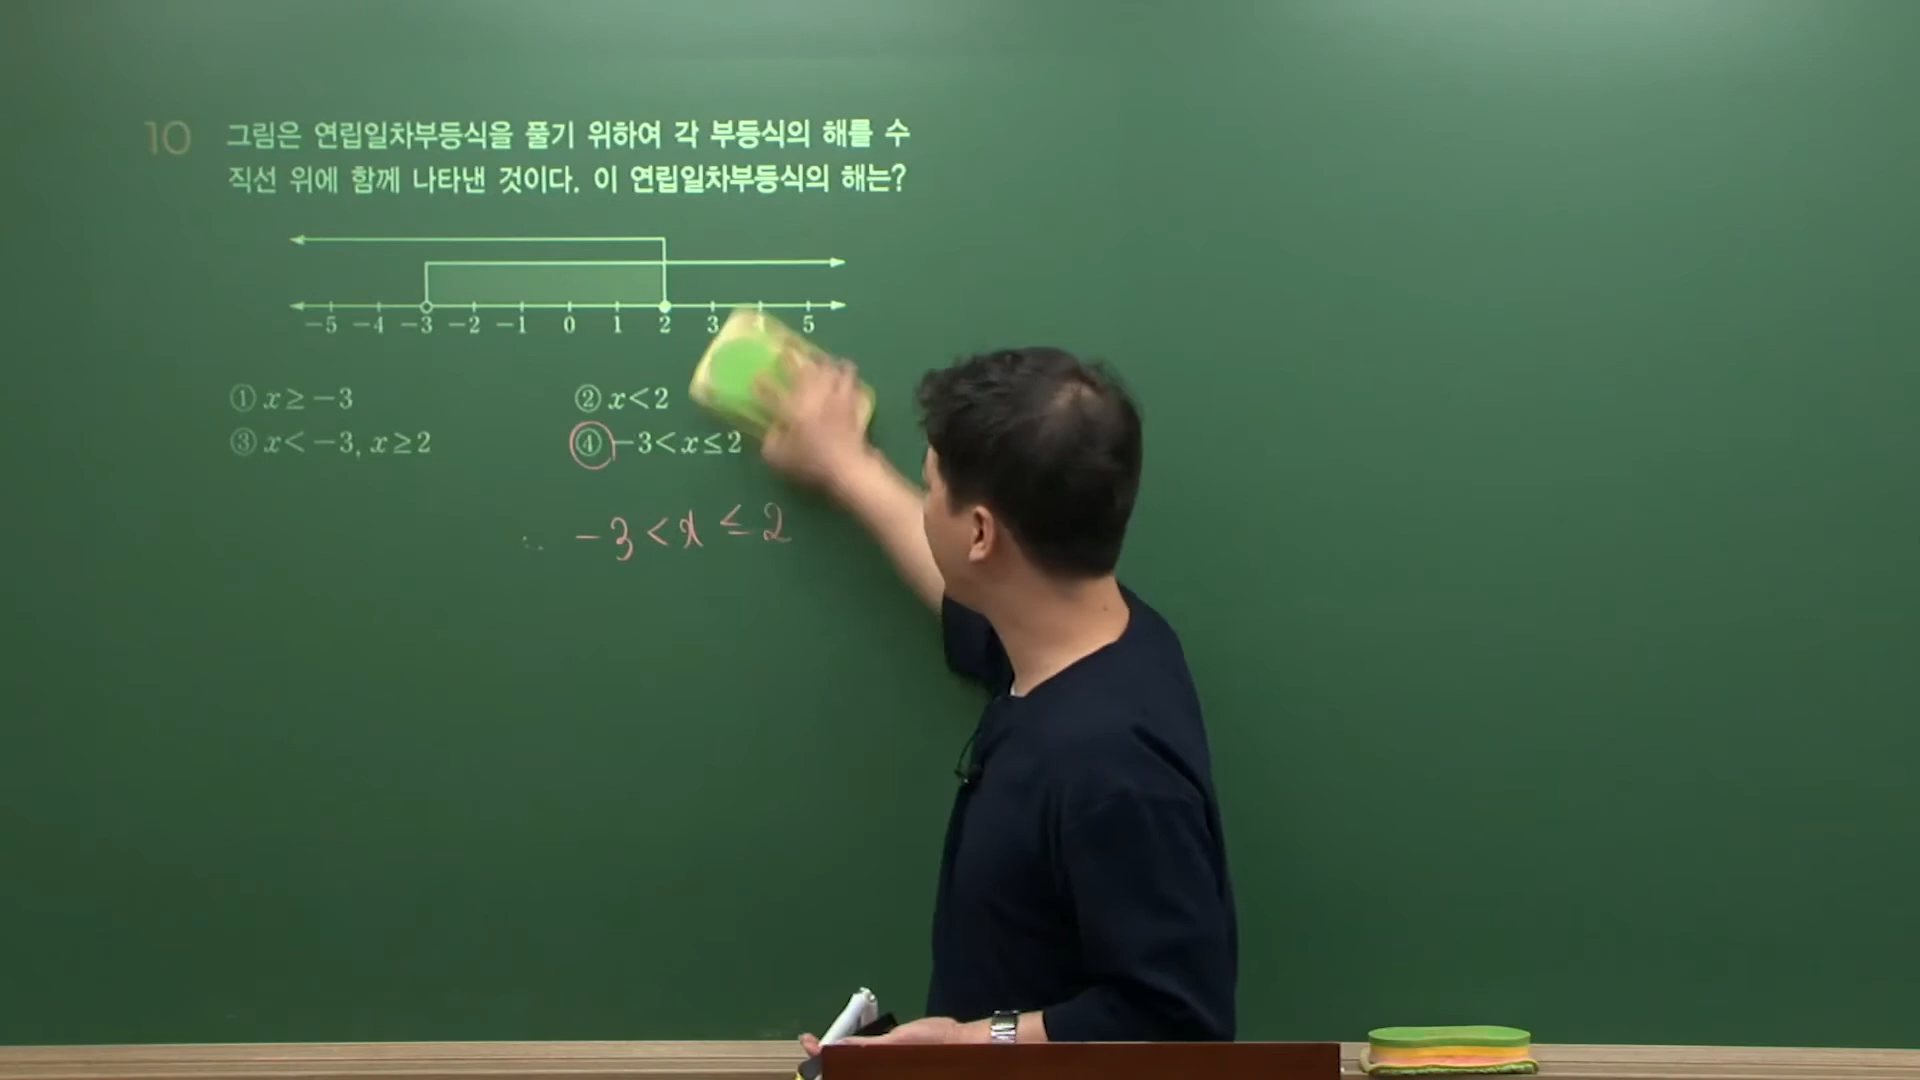 10 그림은 연립일차부등식을 풀기 위하여 각 부등식의 해를 수
직선 위에 함께 나타낸 것이다. 이 연립일차부등식의 해는?
−5 −4 −3 −2 −1 0 1 2 3 4 5
① x≥−3 ② x<2
③ x<−3, x≥2 ④ −3<x≤2
∴ −3<x≤2